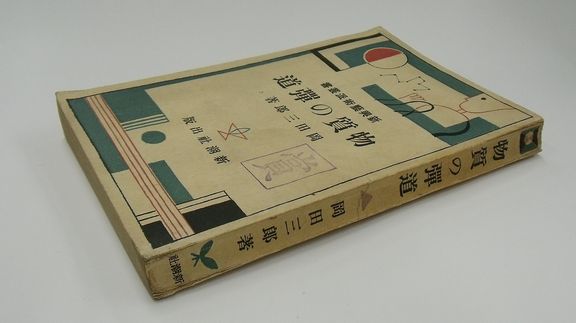 新興藝術派叢書
物質の彈道
岡田三郎著
新潮社出版
物質の彈道
岡田三郎著
新潮社